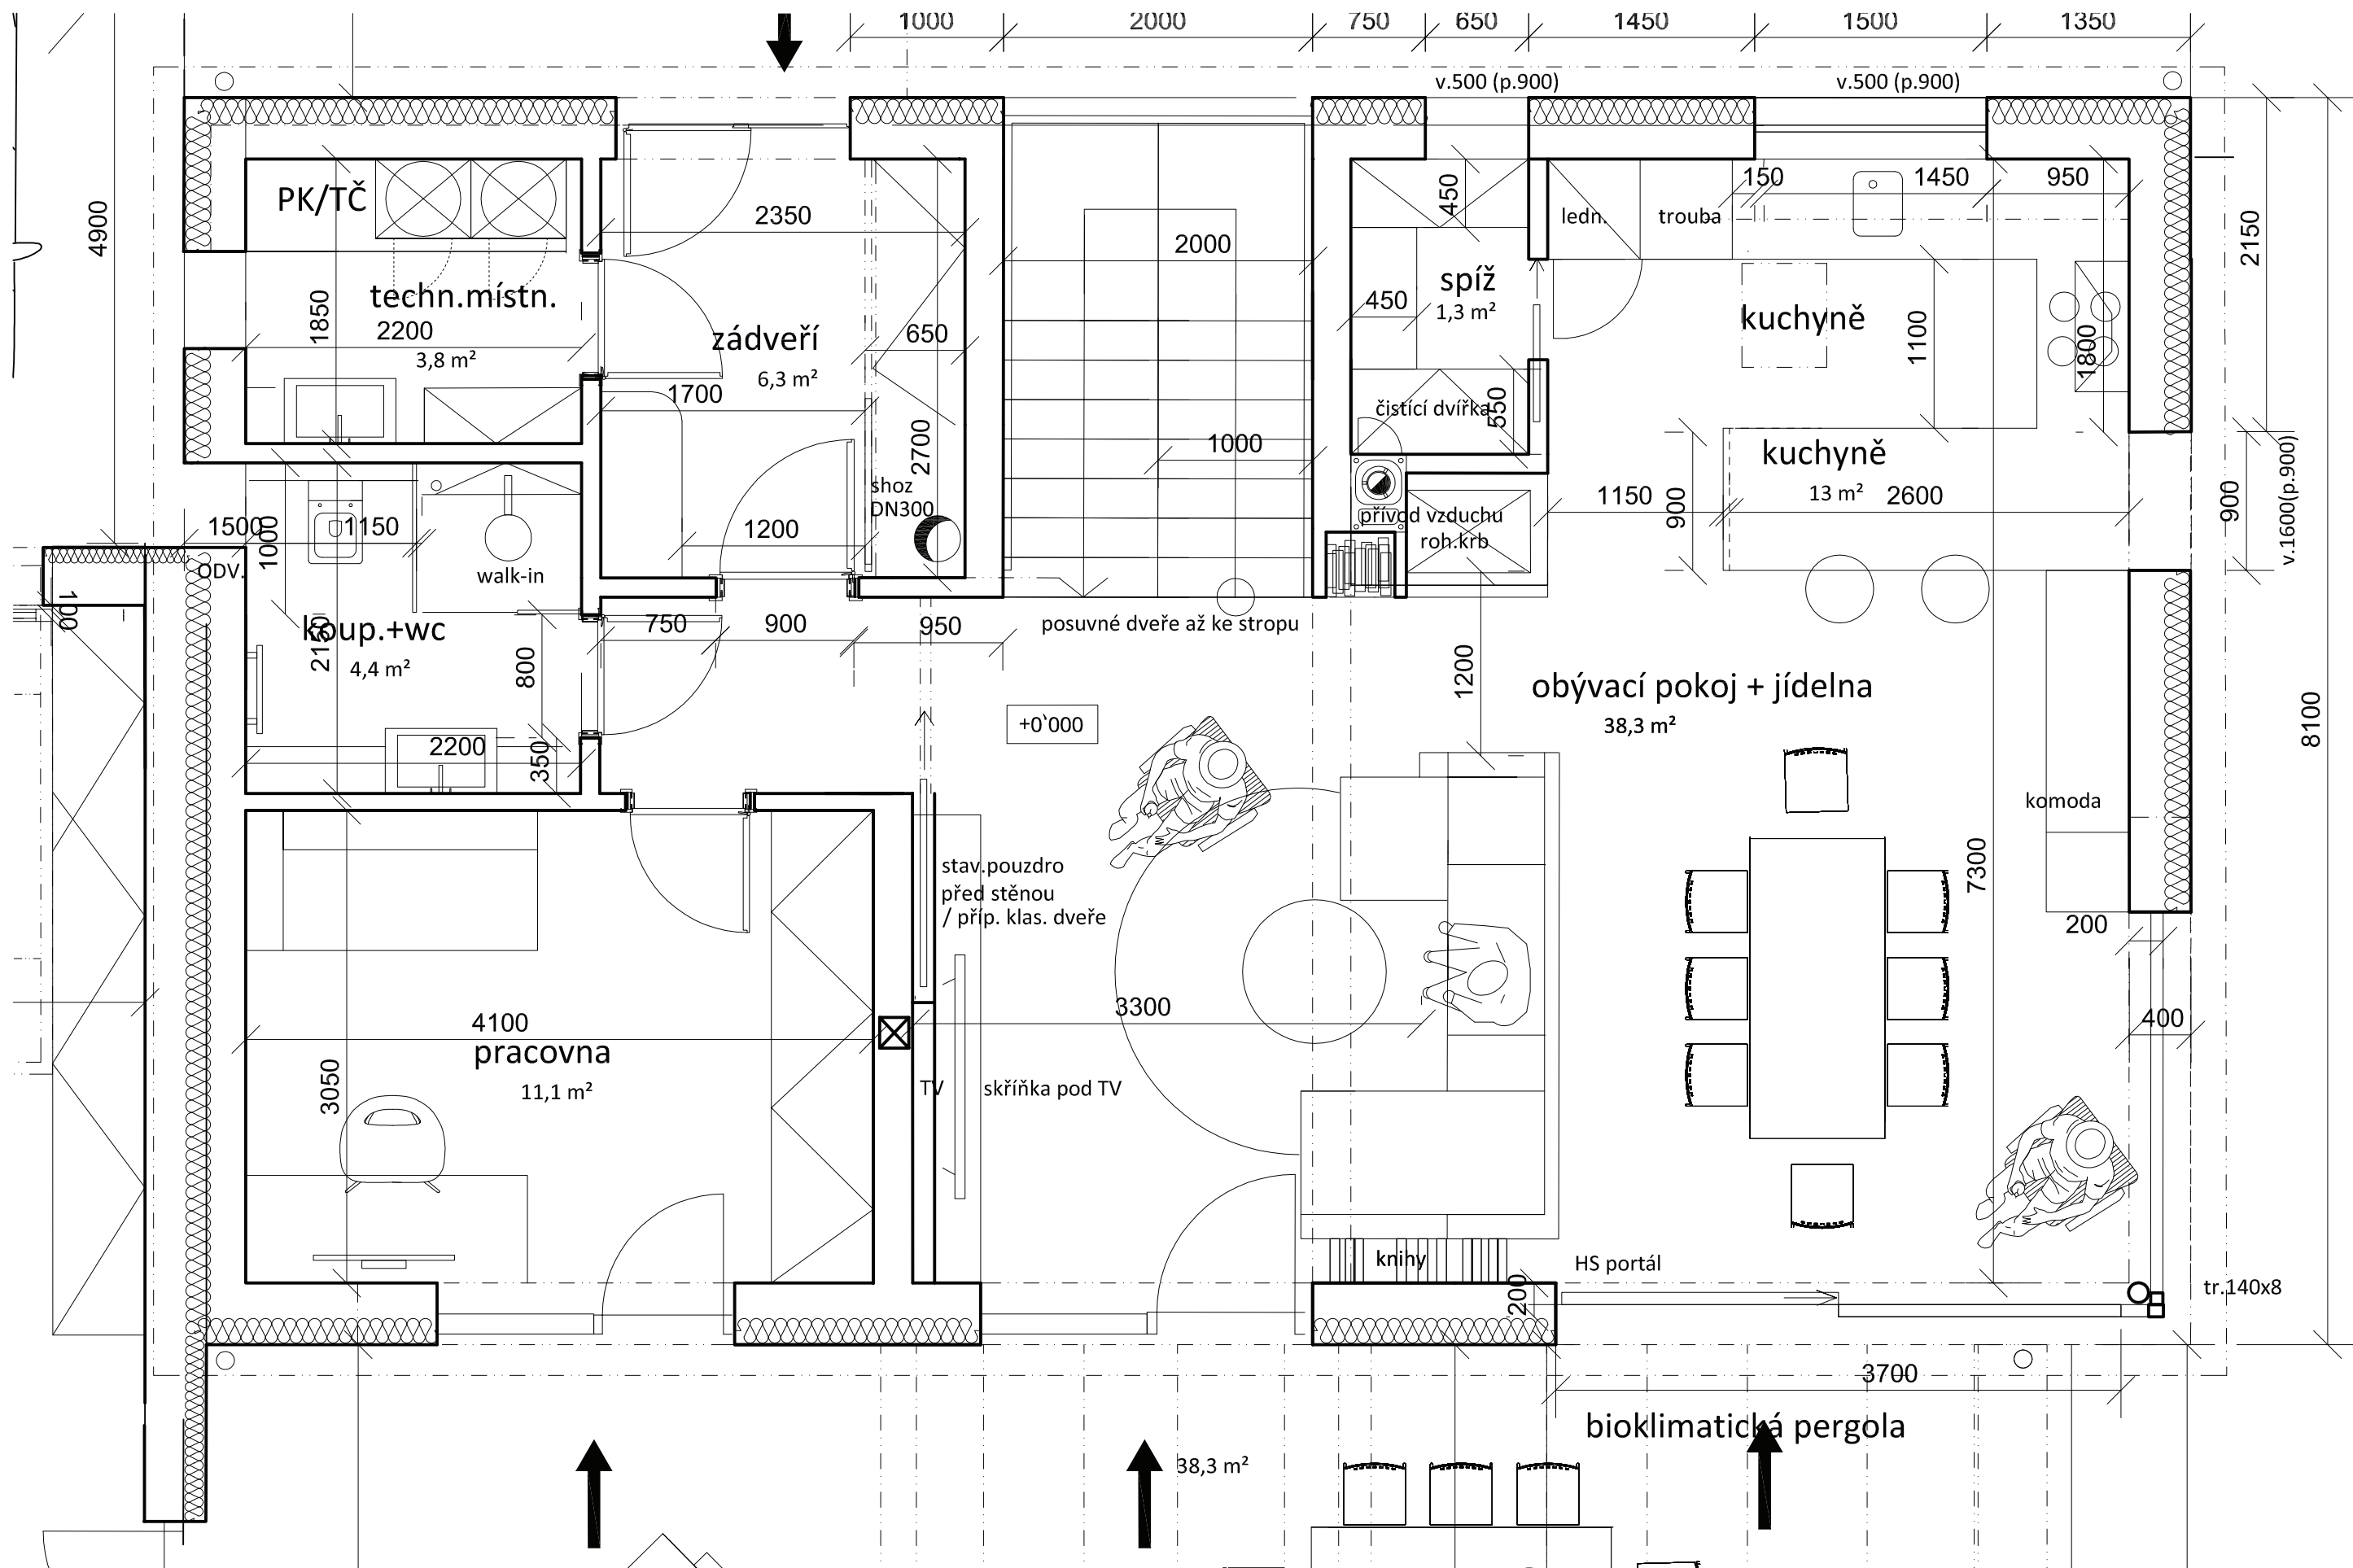 1000
2000
750
650
1450
1500
1350
v.500 (p.900)
v.500 (p.900)
4900
PK/TČ
2350
2000
450
ledn.
trouba
150
1450
950
2150
techn.místn.
1850
2200
3,8 m²
zádveří
6,3 m²
650
1700
2700
spíž
1,3 m²
450
čistící dvířka
550
kuchyně
1100
1800
kuchyně
13 m²
1000
shoz
DN300
1200
přívod vzduchu
roh.krb
1150
900
2600
900
v.1600(p.900)
1500
1000
1150
ODV.
walk-in
100
koup.+wc
2150
4,4 m²
800
750
900
950
posuvné dveře až ke stropu
1200
obývací pokoj + jídelna
38,3 m²
8100
+0‵000
2200
350
komoda
stav.pouzdro
před stěnou
/ příp. klas. dveře
7300
200
400
4100
pracovna
11,1 m²
3050
3300
TV
skříňka pod TV
knihy
HS portál
200
tr.140x8
3700
bioklimatická pergola
38,3 m²